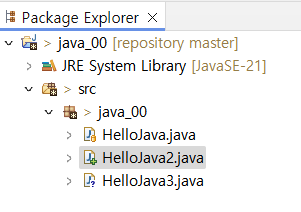 Package Explorer
> java_00 [repository master]
JRE System Library [JavaSE-21]
> src
> java_00
HelloJava.java
HelloJava2.java
HelloJava3.java